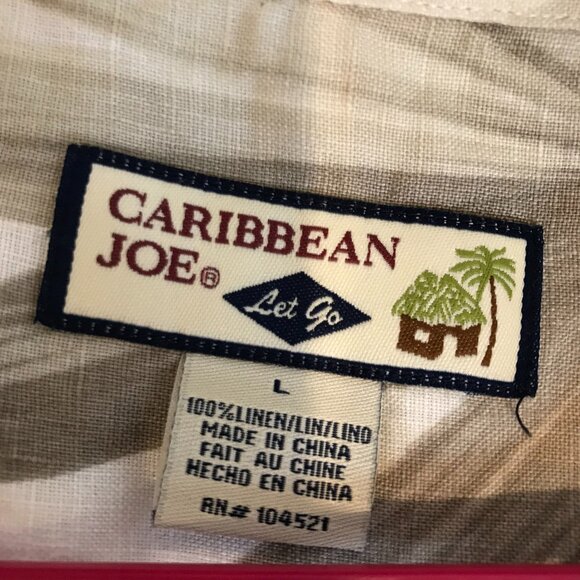 CARIBBEAN
JOE®
Let Go
L
100%LINEN/LIN/LINO
MADE IN CHINA
FAIT AU CHINE
HECHO EN CHINA
RN# 104521